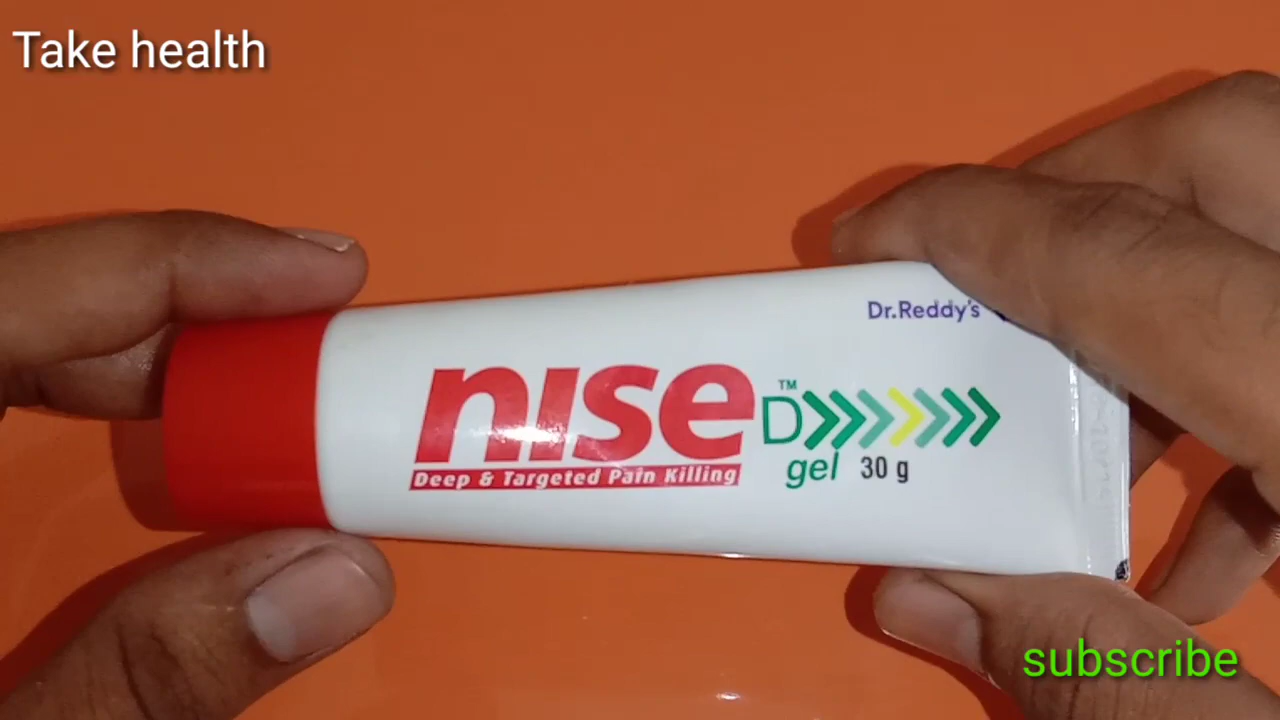 Take health
Dr.Reddy's
nise
TM
D
Deep & Targeted Pain Killing
gel 30 g
subscribe